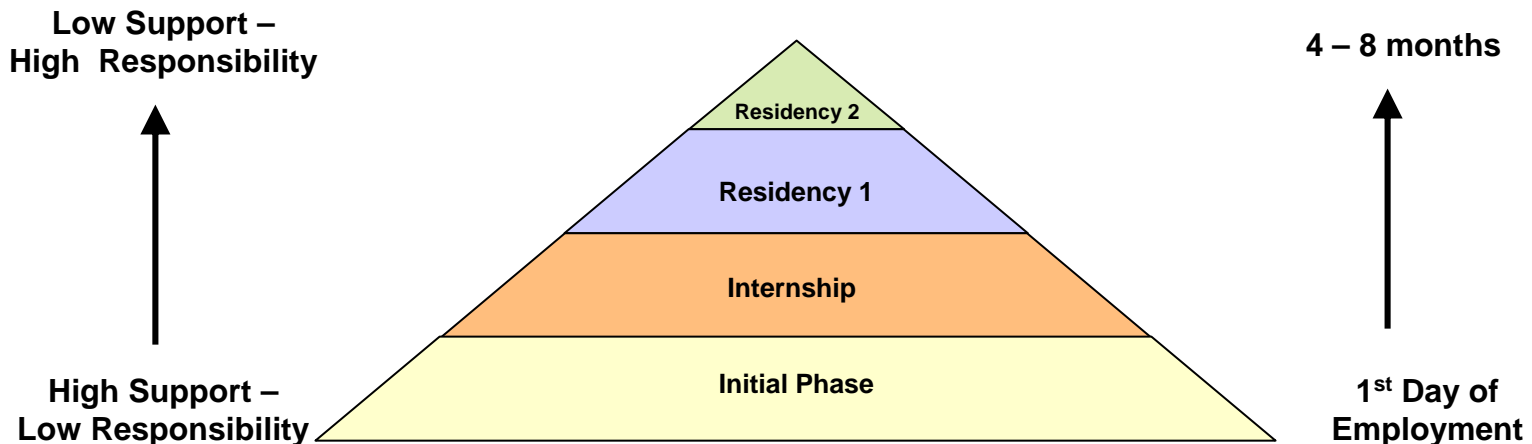 Low Support –
High Responsibility
4 – 8 months
Residency 2
Residency 1
Internship
Initial Phase
High Support –
Low Responsibility
1st Day of
Employment